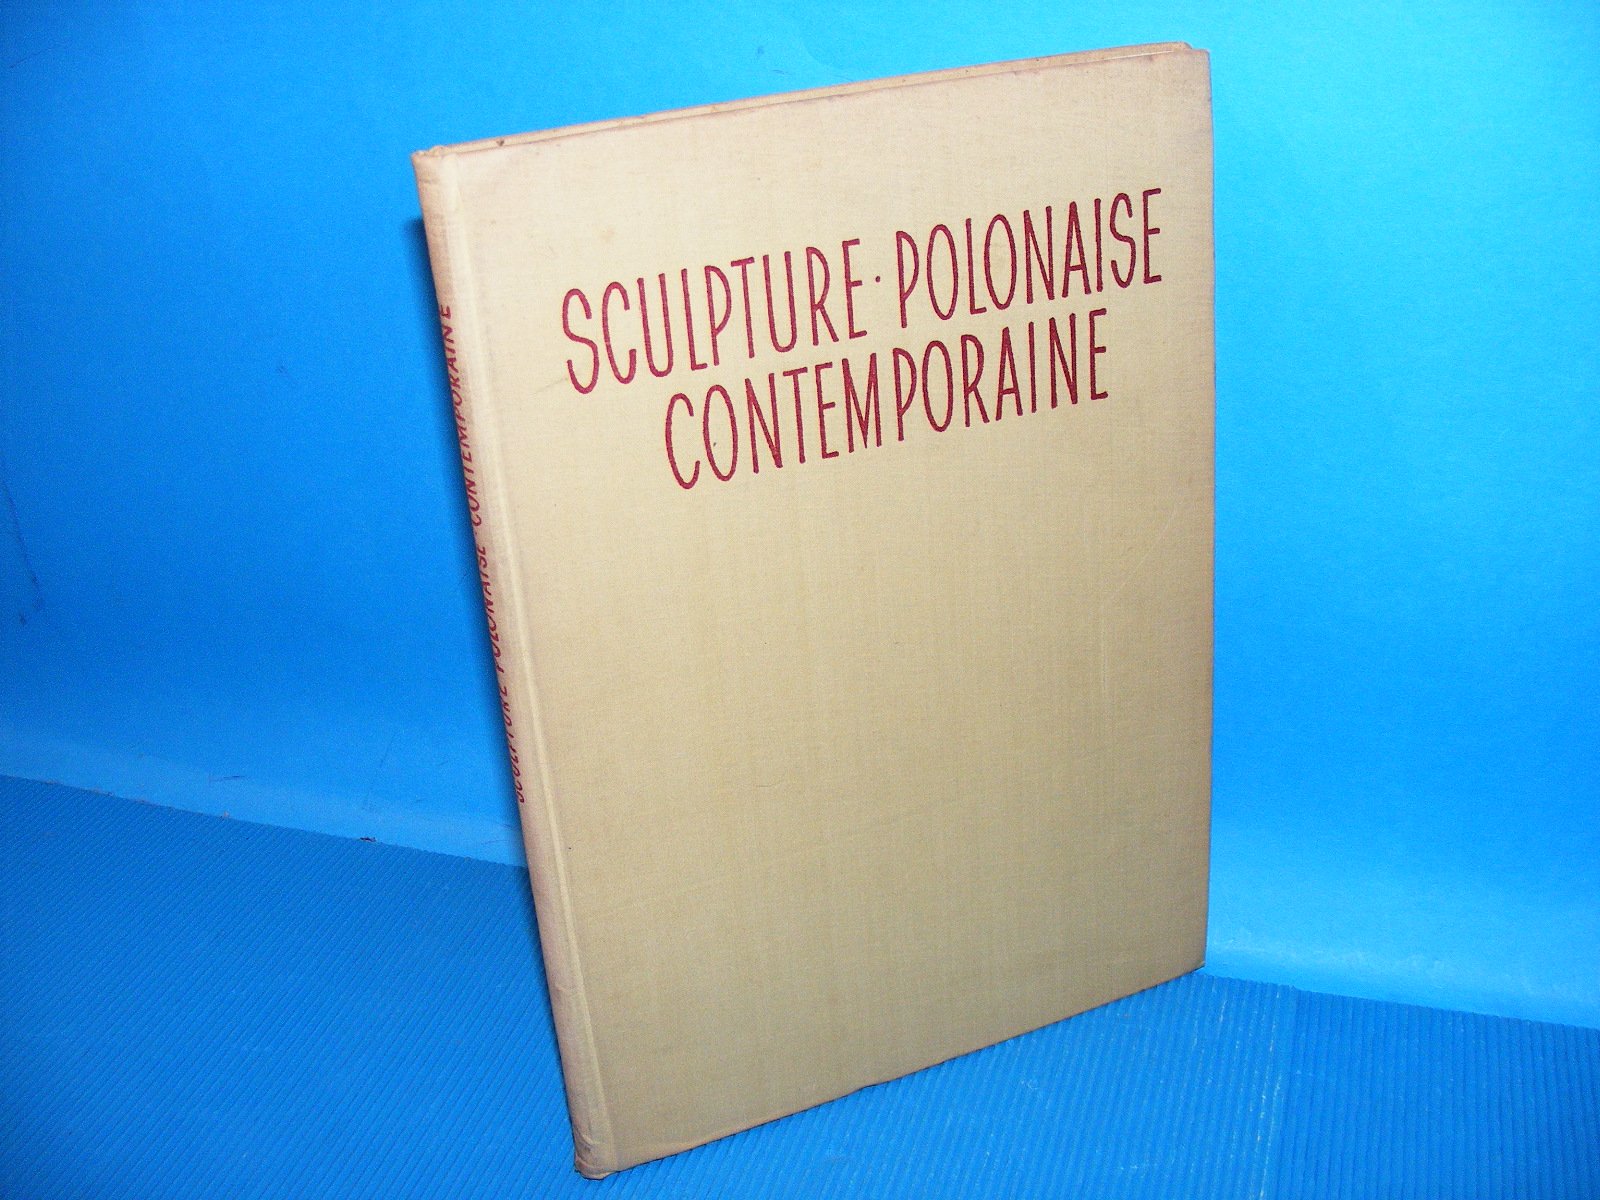 SCULPTURE · POLONAISE
CONTEMPORAINE
SCULPTURE · POLONAISE · CONTEMPORAINE